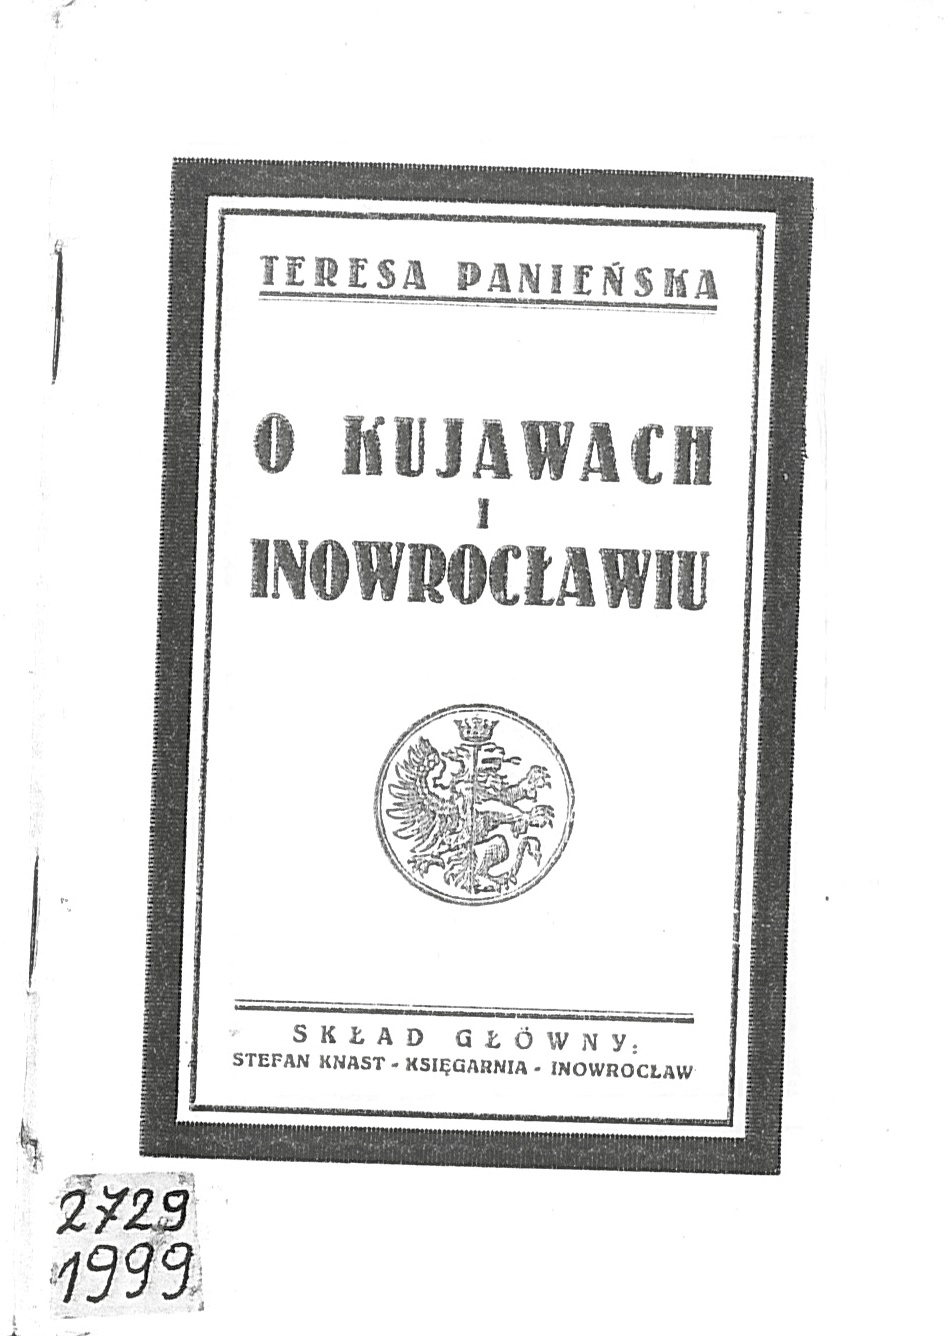 TERESA PANIEŃSKA
O KUJAWACH
I
INOWROCŁAWIU
SKŁAD GŁÓWNY:
STEFAN KNAST - KSIĘGARNIA - INOWROCŁAW
2729
1999